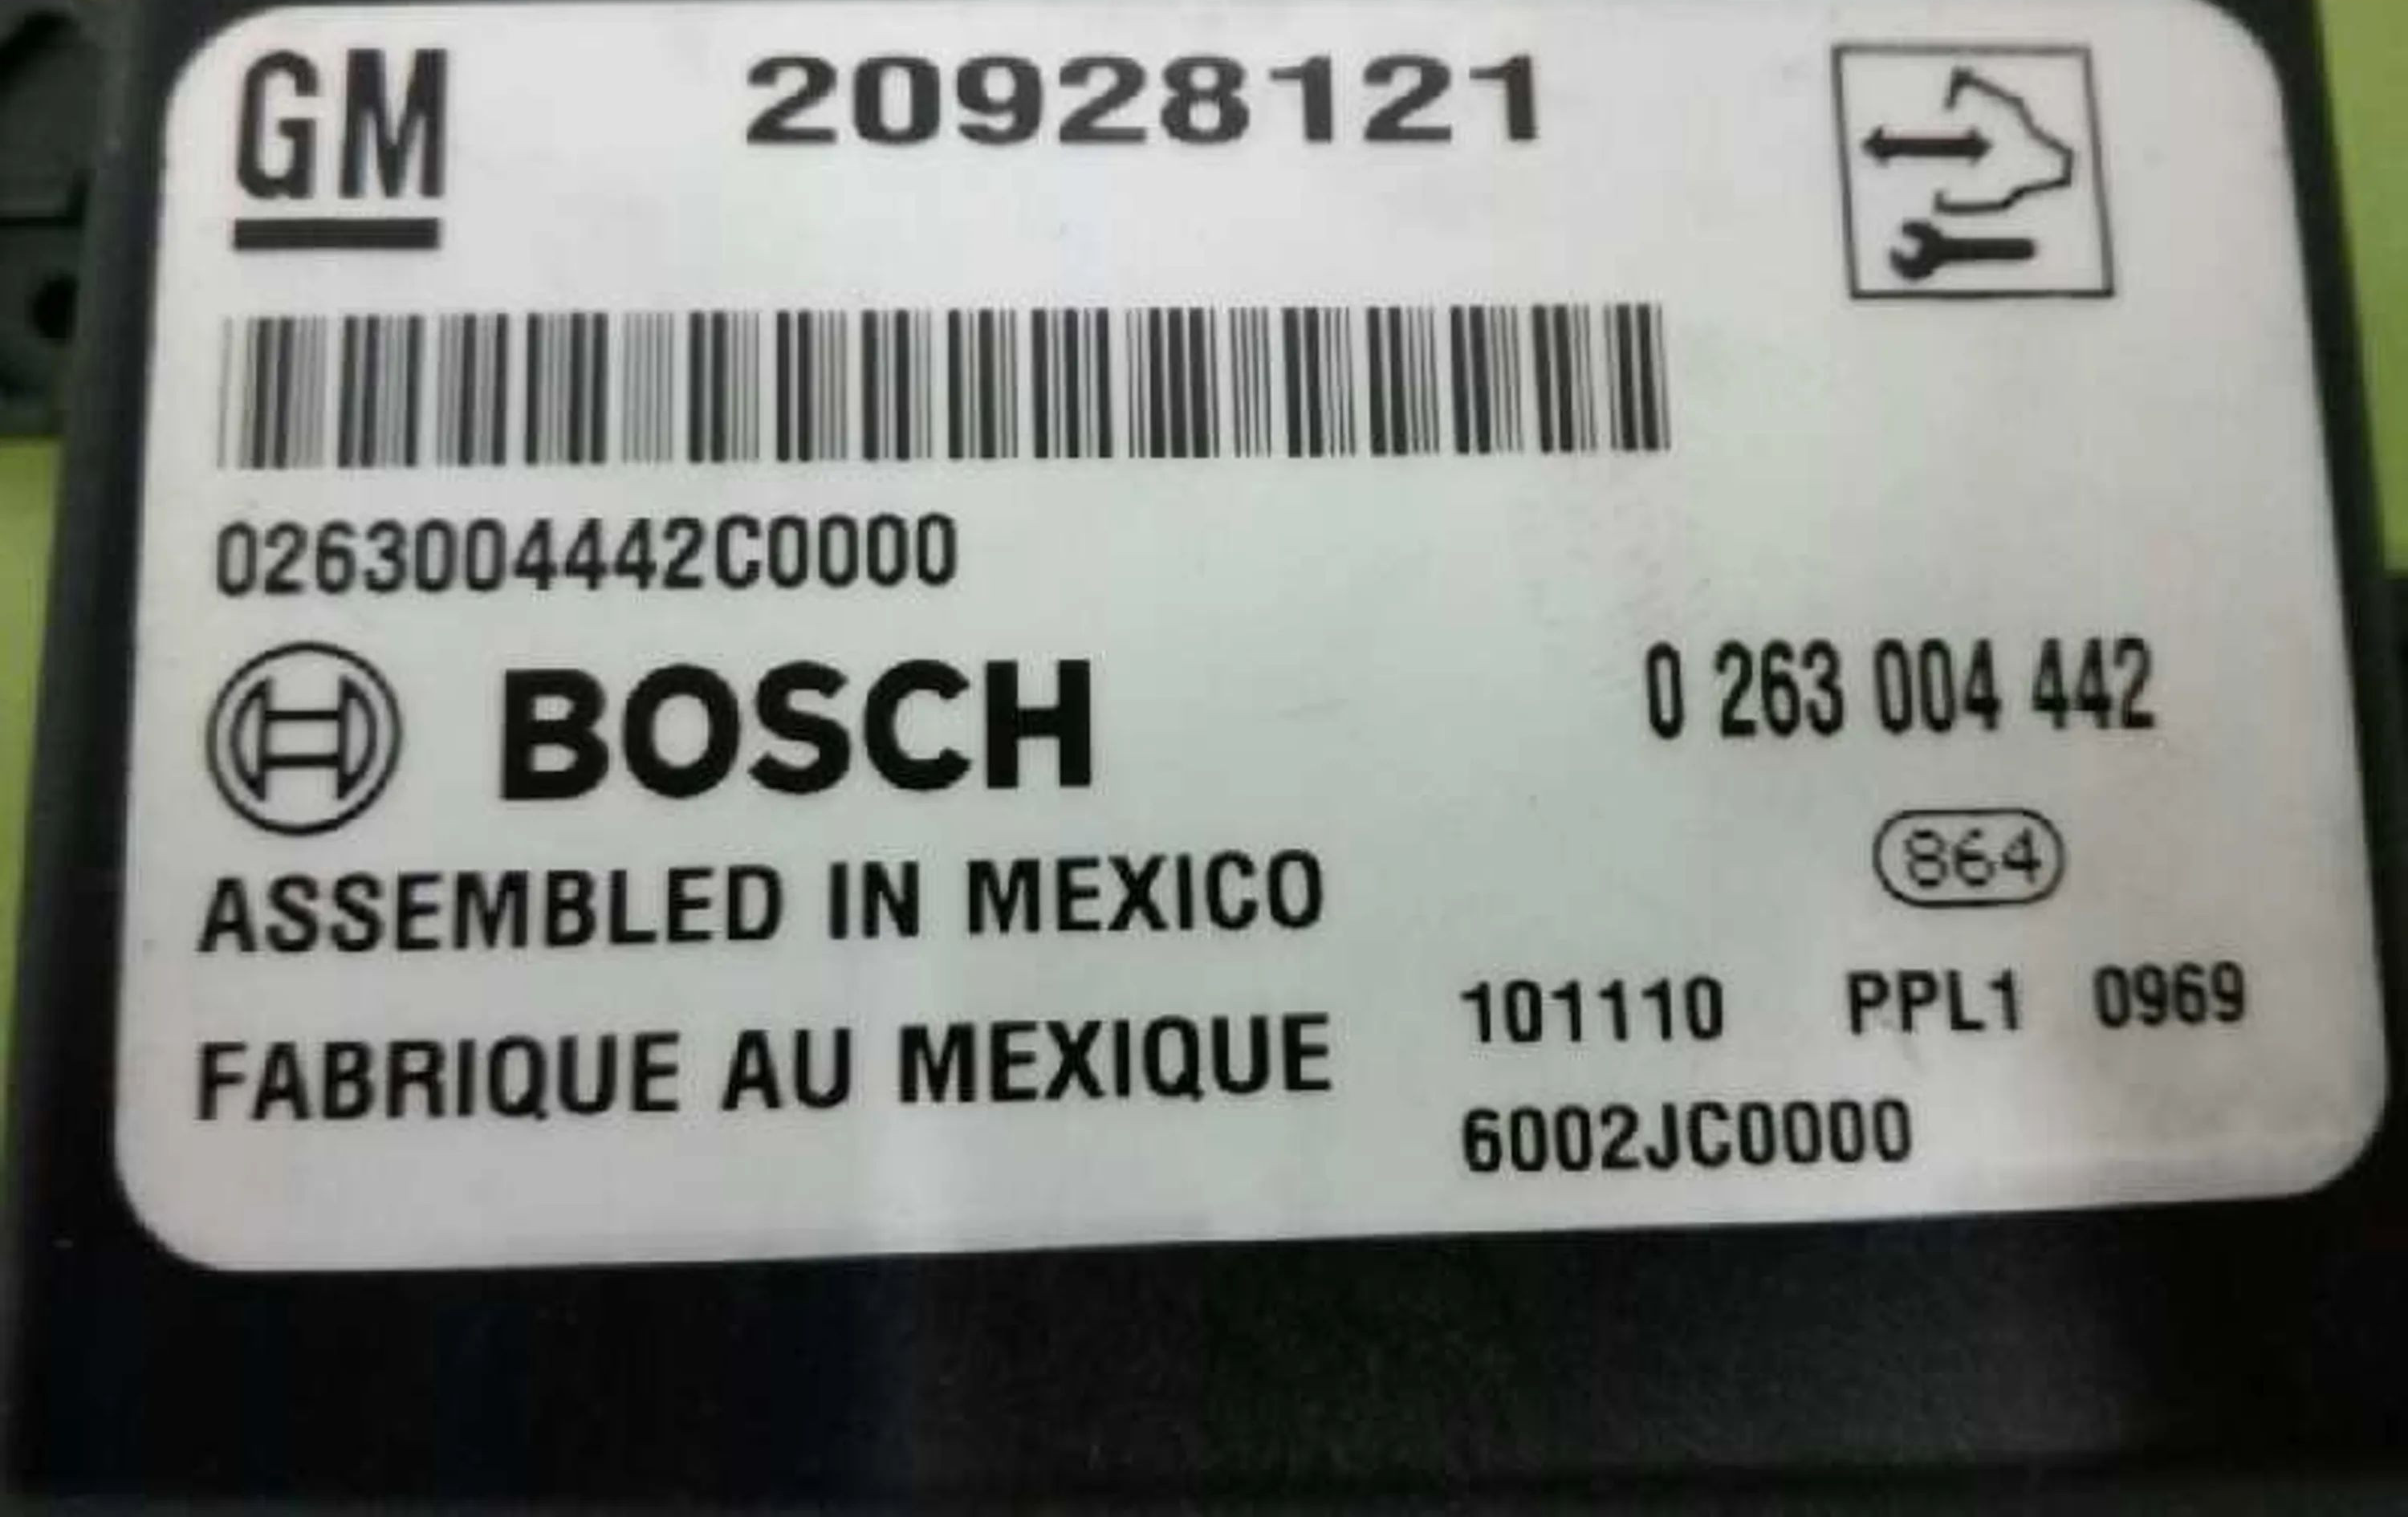 GM 20928121
0263004442C0000
BOSCH 0 263 004 442
864
ASSEMBLED IN MEXICO
101110 PPL1 0969
FABRIQUE AU MEXIQUE
6002JC0000